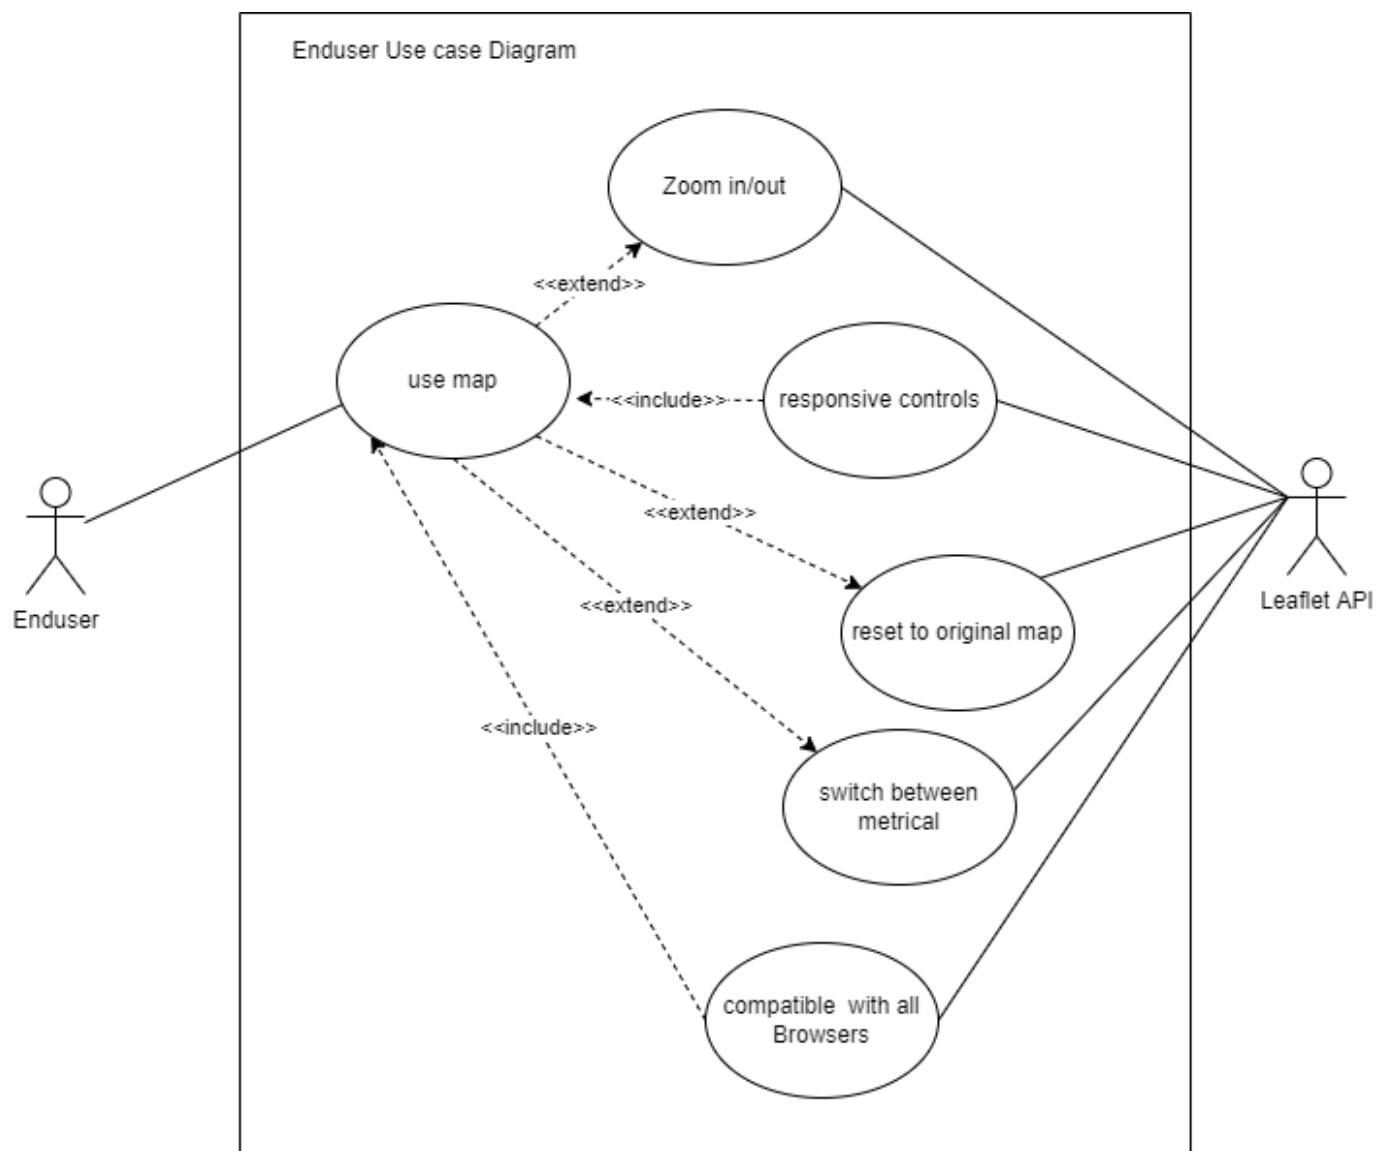 Enduser Use case Diagram
Zoom in/out
<<extend>>
use map
<<include>>
responsive controls
<<extend>>
Leaflet API
<<extend>>
Enduser
reset to original map
<<include>>
switch between
metrical
compatible  with all
Browsers